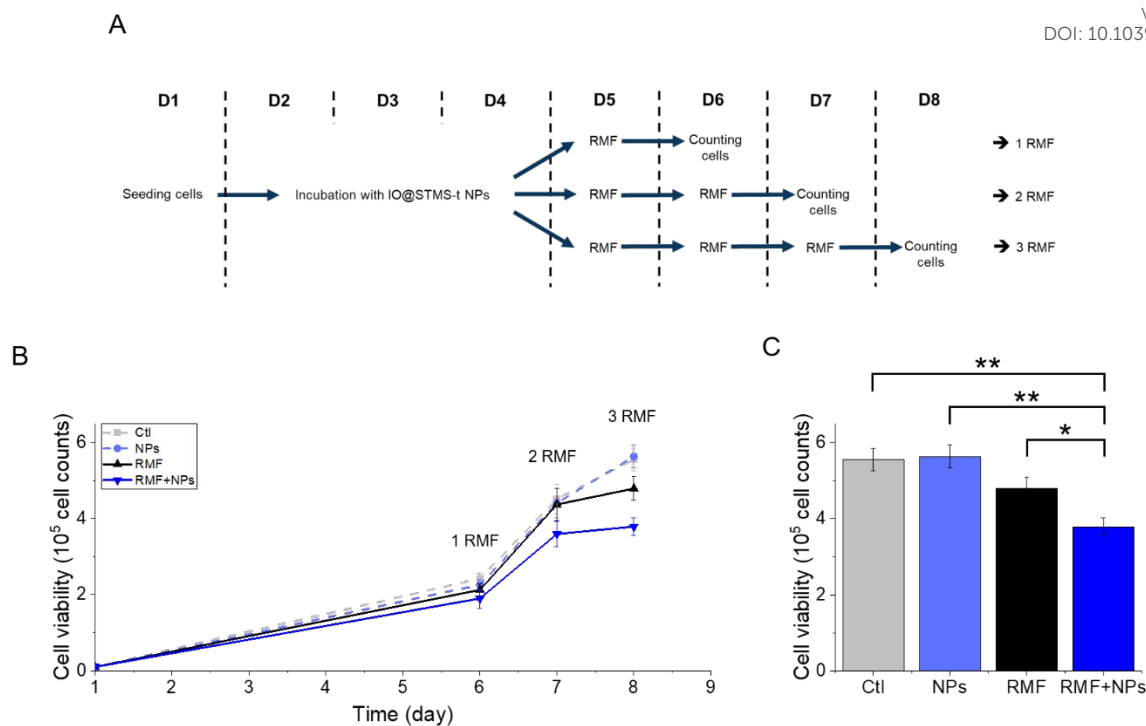 A
DOI: 10.1039
D1 D2 D3 D4 D5 D6 D7 D8
RMF Counting cells ➔ 1 RMF
Seeding cells Incubation with IO@STMS-t NPs RMF RMF Counting cells ➔ 2 RMF
RMF RMF RMF Counting cells ➔ 3 RMF
B
Cell viability (10⁵ cell counts)
6
4
2
0
Ctl
NPs
RMF
RMF+NPs
1 RMF
2 RMF
3 RMF
1 2 3 4 5 6 7 8 9
Time (day)
C
**
**
*
Cell viability (10⁵ cell counts)
6
4
2
0
Ctl NPs RMF RMF+NPs